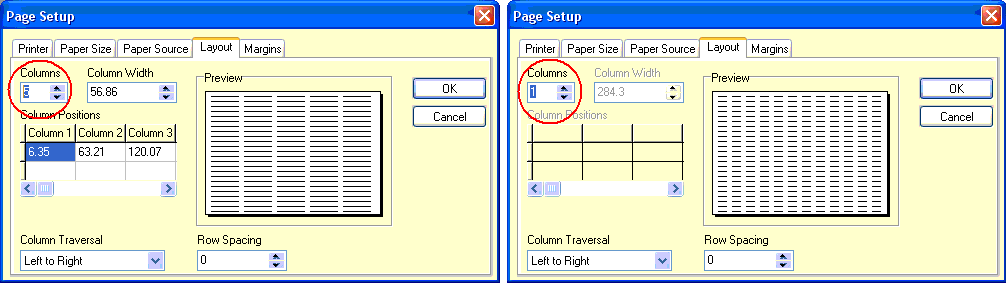 Page Setup
Printer Paper Size Paper Source Layout Margins
Columns Column Width Preview
5 56.86 OK
Column Positions Cancel
Column 1 Column 2 Column 3
6.35 63.21 120.07
Column Traversal Row Spacing
Left to Right 0
Page Setup
Printer Paper Size Paper Source Layout Margins
Columns Column Width Preview
1 284.3 OK
Column Positions Cancel
Column Traversal Row Spacing
Left to Right 0